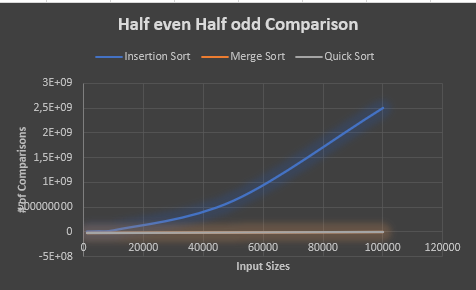 Half even Half odd Comparison
Insertion Sort Merge Sort Quick Sort
3E+09
2,5E+09
2E+09
1,5E+09
1E+09
500000000
0
-5E+08
# of Comparisons
0 20000 40000 60000 80000 100000 120000
Input Sizes